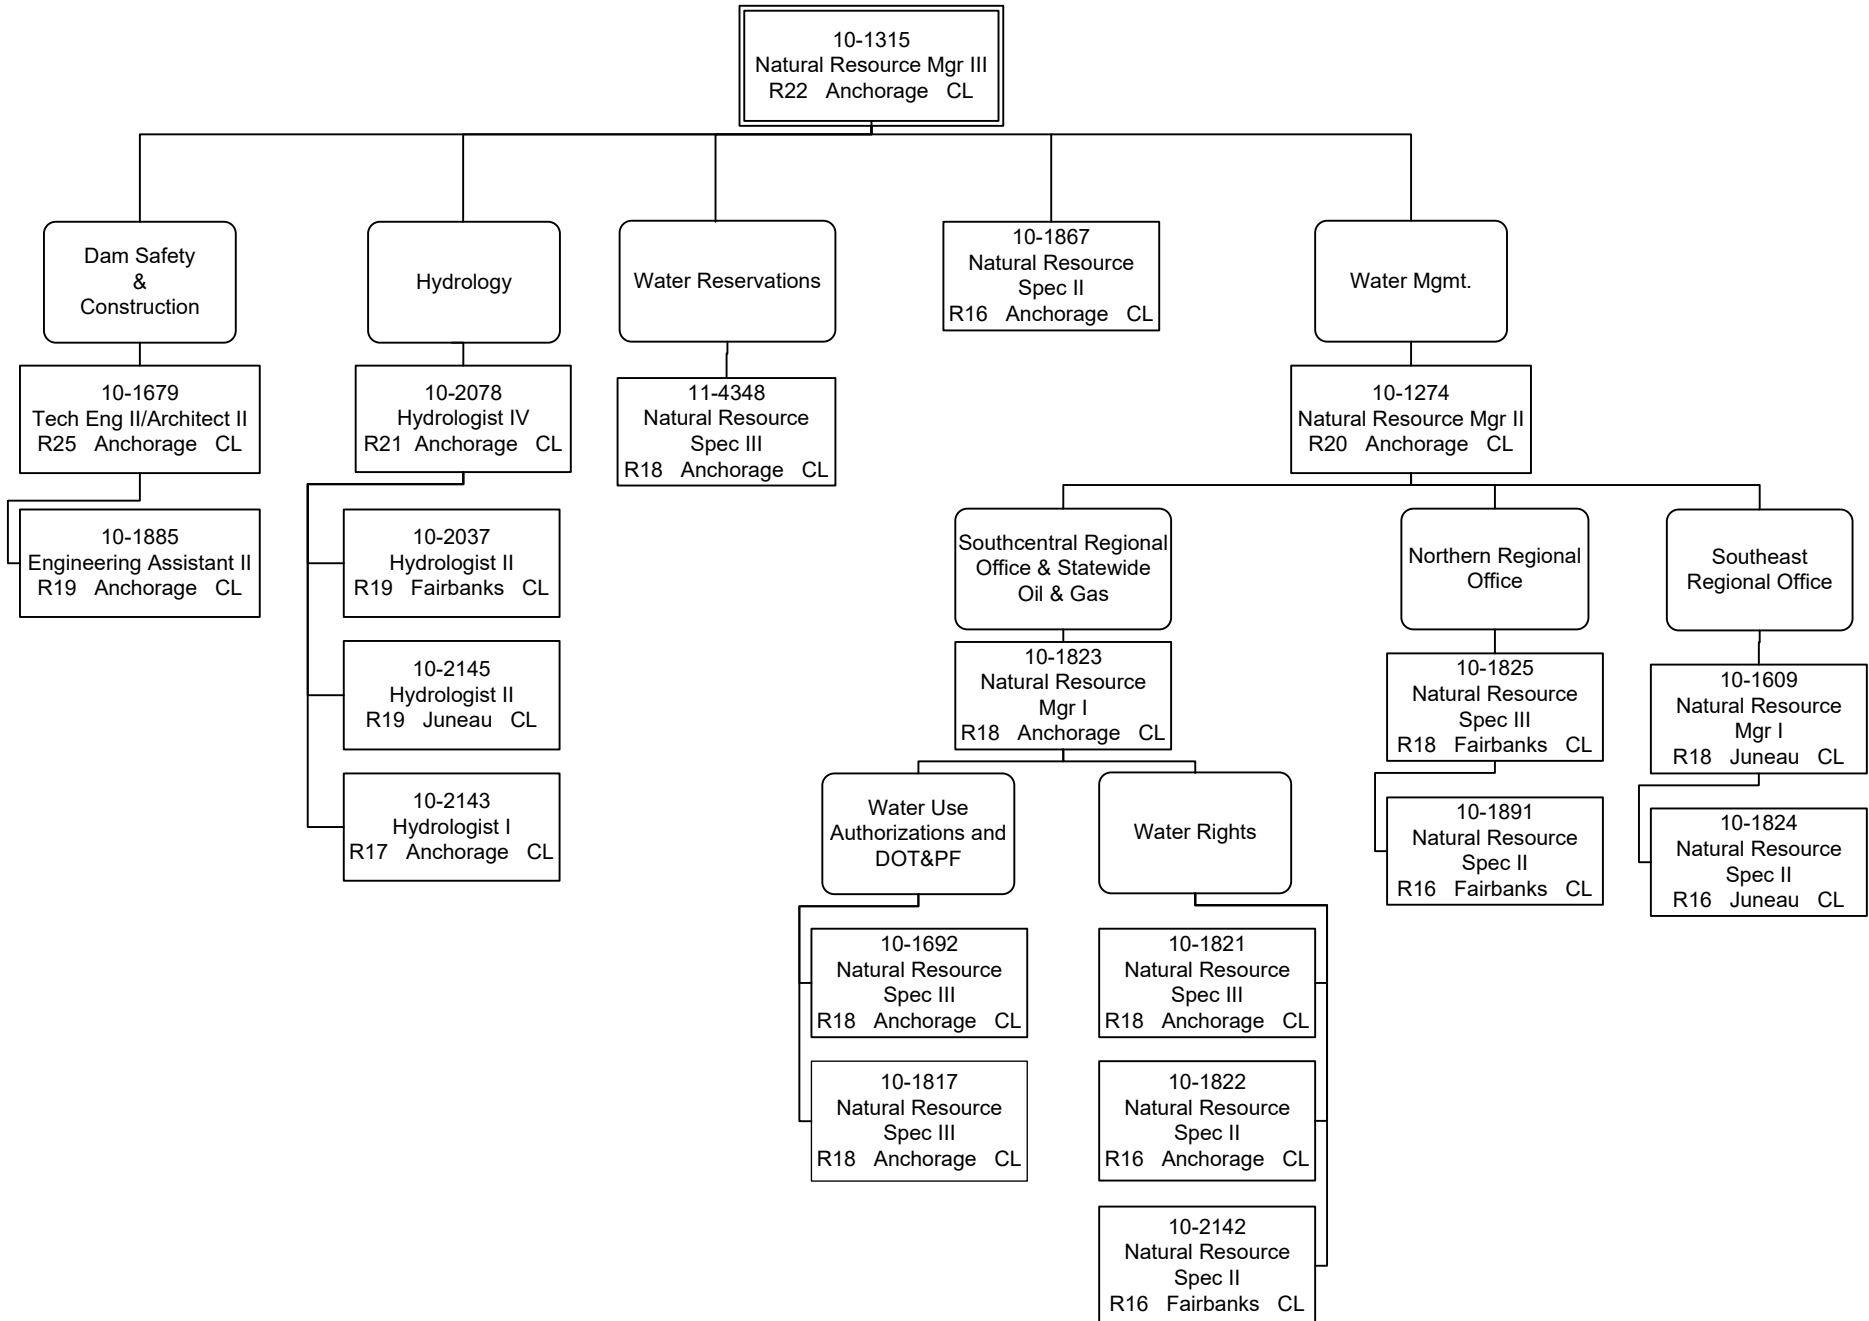 10-1315
Natural Resource Mgr III
R22 Anchorage CL
Dam Safety
&
Construction
Hydrology
Water Reservations
10-1867
Natural Resource
Spec II
R16 Anchorage CL
Water Mgmt.
10-1679
Tech Eng II/Architect II
R25 Anchorage CL
10-2078
Hydrologist IV
R21 Anchorage CL
11-4348
Natural Resource
Spec III
R18 Anchorage CL
10-1274
Natural Resource Mgr II
R20 Anchorage CL
10-1885
Engineering Assistant II
R19 Anchorage CL
10-2037
Hydrologist II
R19 Fairbanks CL
10-2145
Hydrologist II
R19 Juneau CL
10-2143
Hydrologist I
R17 Anchorage CL
Southcentral Regional
Office & Statewide
Oil & Gas
Northern Regional
Office
Southeast
Regional Office
10-1823
Natural Resource
Mgr I
R18 Anchorage CL
10-1825
Natural Resource
Spec III
R18 Fairbanks CL
10-1609
Natural Resource
Mgr I
R18 Juneau CL
Water Use
Authorizations and
DOT&PF
Water Rights
10-1891
Natural Resource
Spec II
R16 Fairbanks CL
10-1824
Natural Resource
Spec II
R16 Juneau CL
10-1692
Natural Resource
Spec III
R18 Anchorage CL
10-1821
Natural Resource
Spec III
R18 Anchorage CL
10-1817
Natural Resource
Spec III
R18 Anchorage CL
10-1822
Natural Resource
Spec II
R16 Anchorage CL
10-2142
Natural Resource
Spec II
R16 Fairbanks CL